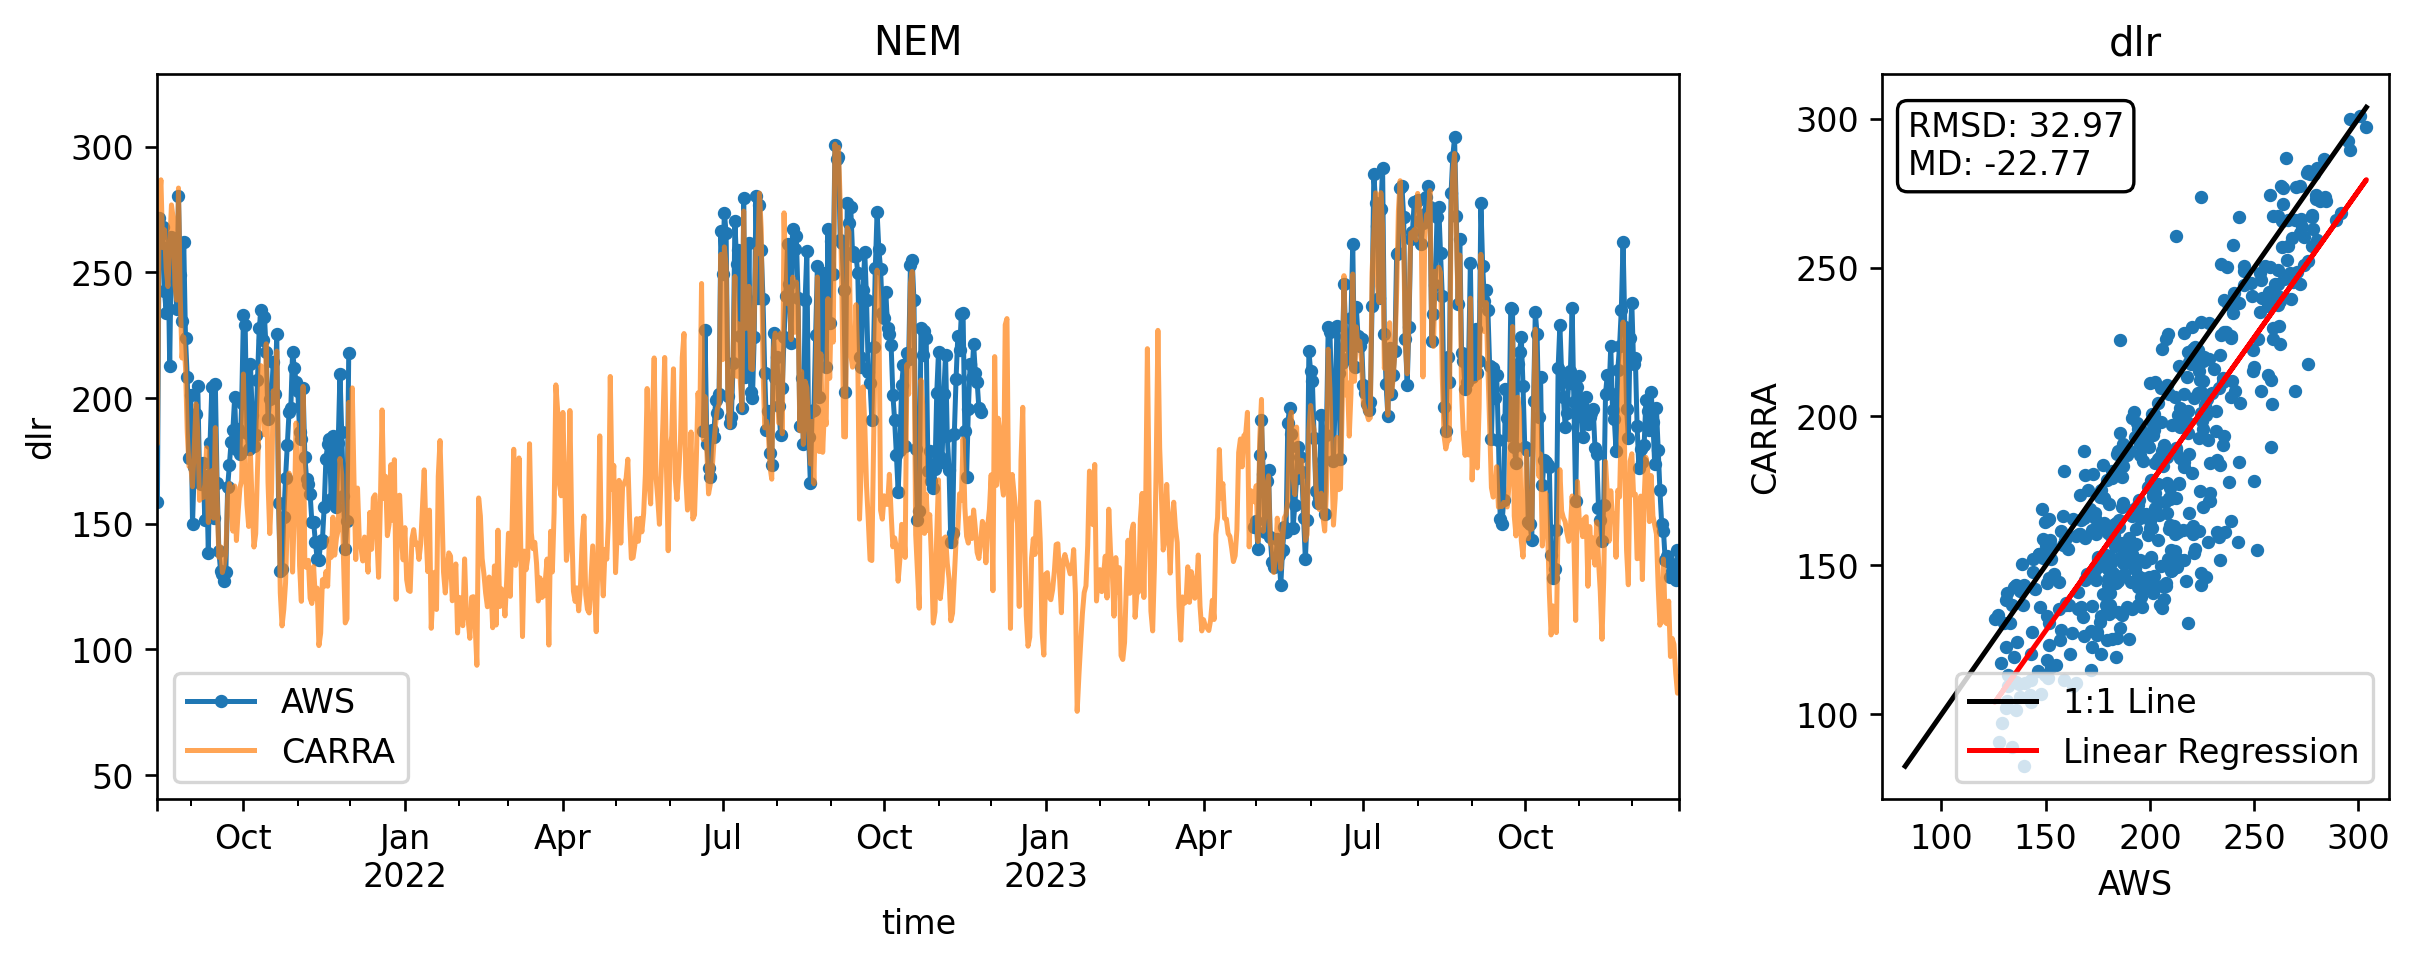 NEM
dlr
300
250
200
150
100
50
AWS
CARRA
Oct
Jan
2022
Apr
Jul
Oct
Jan
2023
Apr
Jul
Oct
time
dlr
CARRA
300
250
200
150
100
RMSD: 32.97
MD: -22.77
1:1 Line
Linear Regression
100
150
200
250
300
AWS